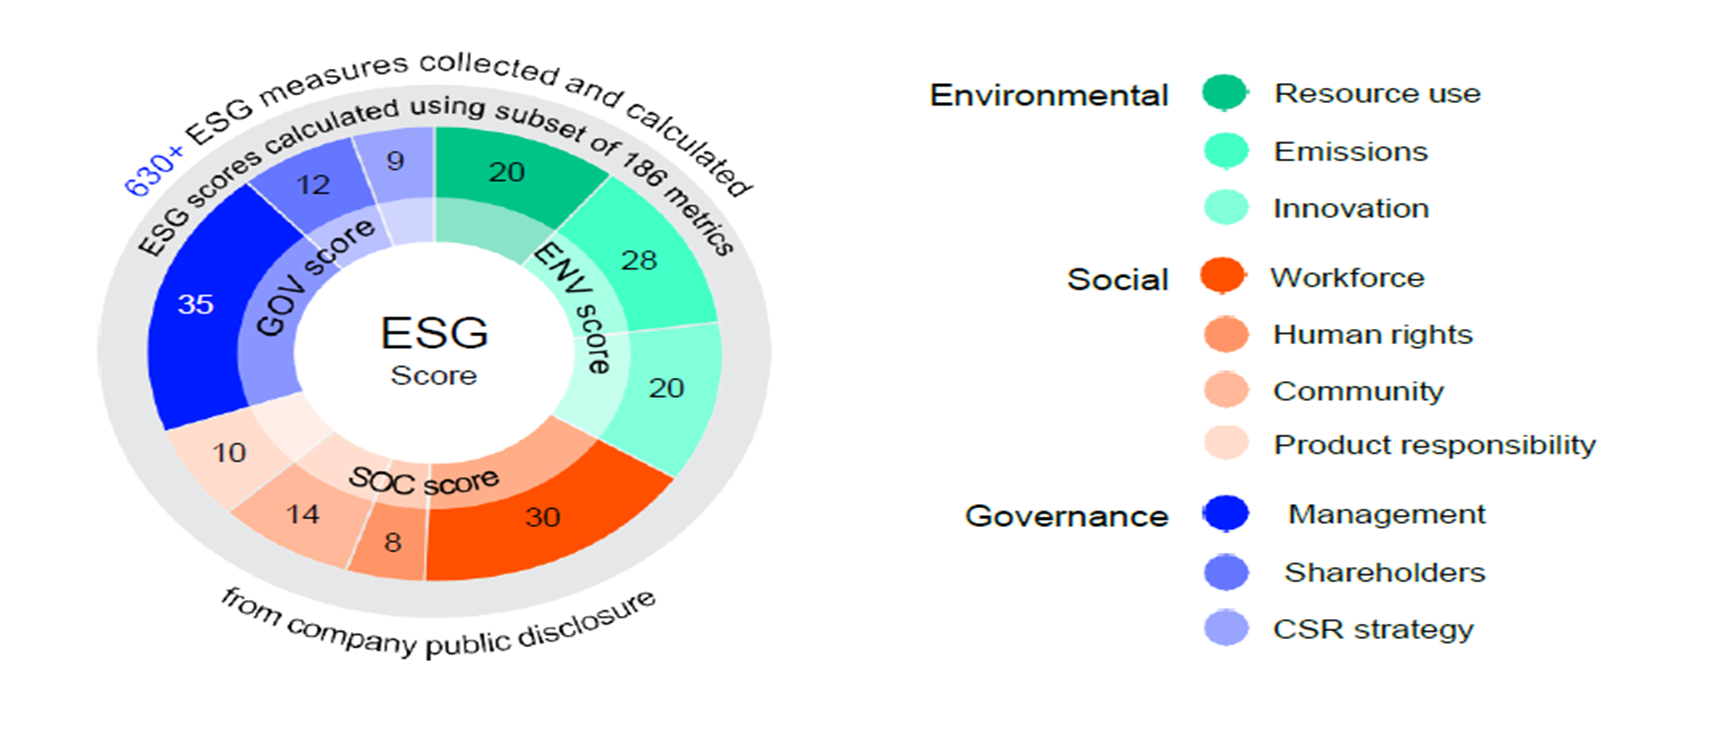 630+ ESG measures collected and calculated
ESG scores calculated using subset of 186 metrics
9
20
12
28
35
20
10
14
8
30
GOV score
ENV score
SOC score
ESG
Score
from company public disclosure
Environmental
Resource use
Emissions
Innovation
Social
Workforce
Human rights
Community
Product responsibility
Governance
Management
Shareholders
CSR strategy